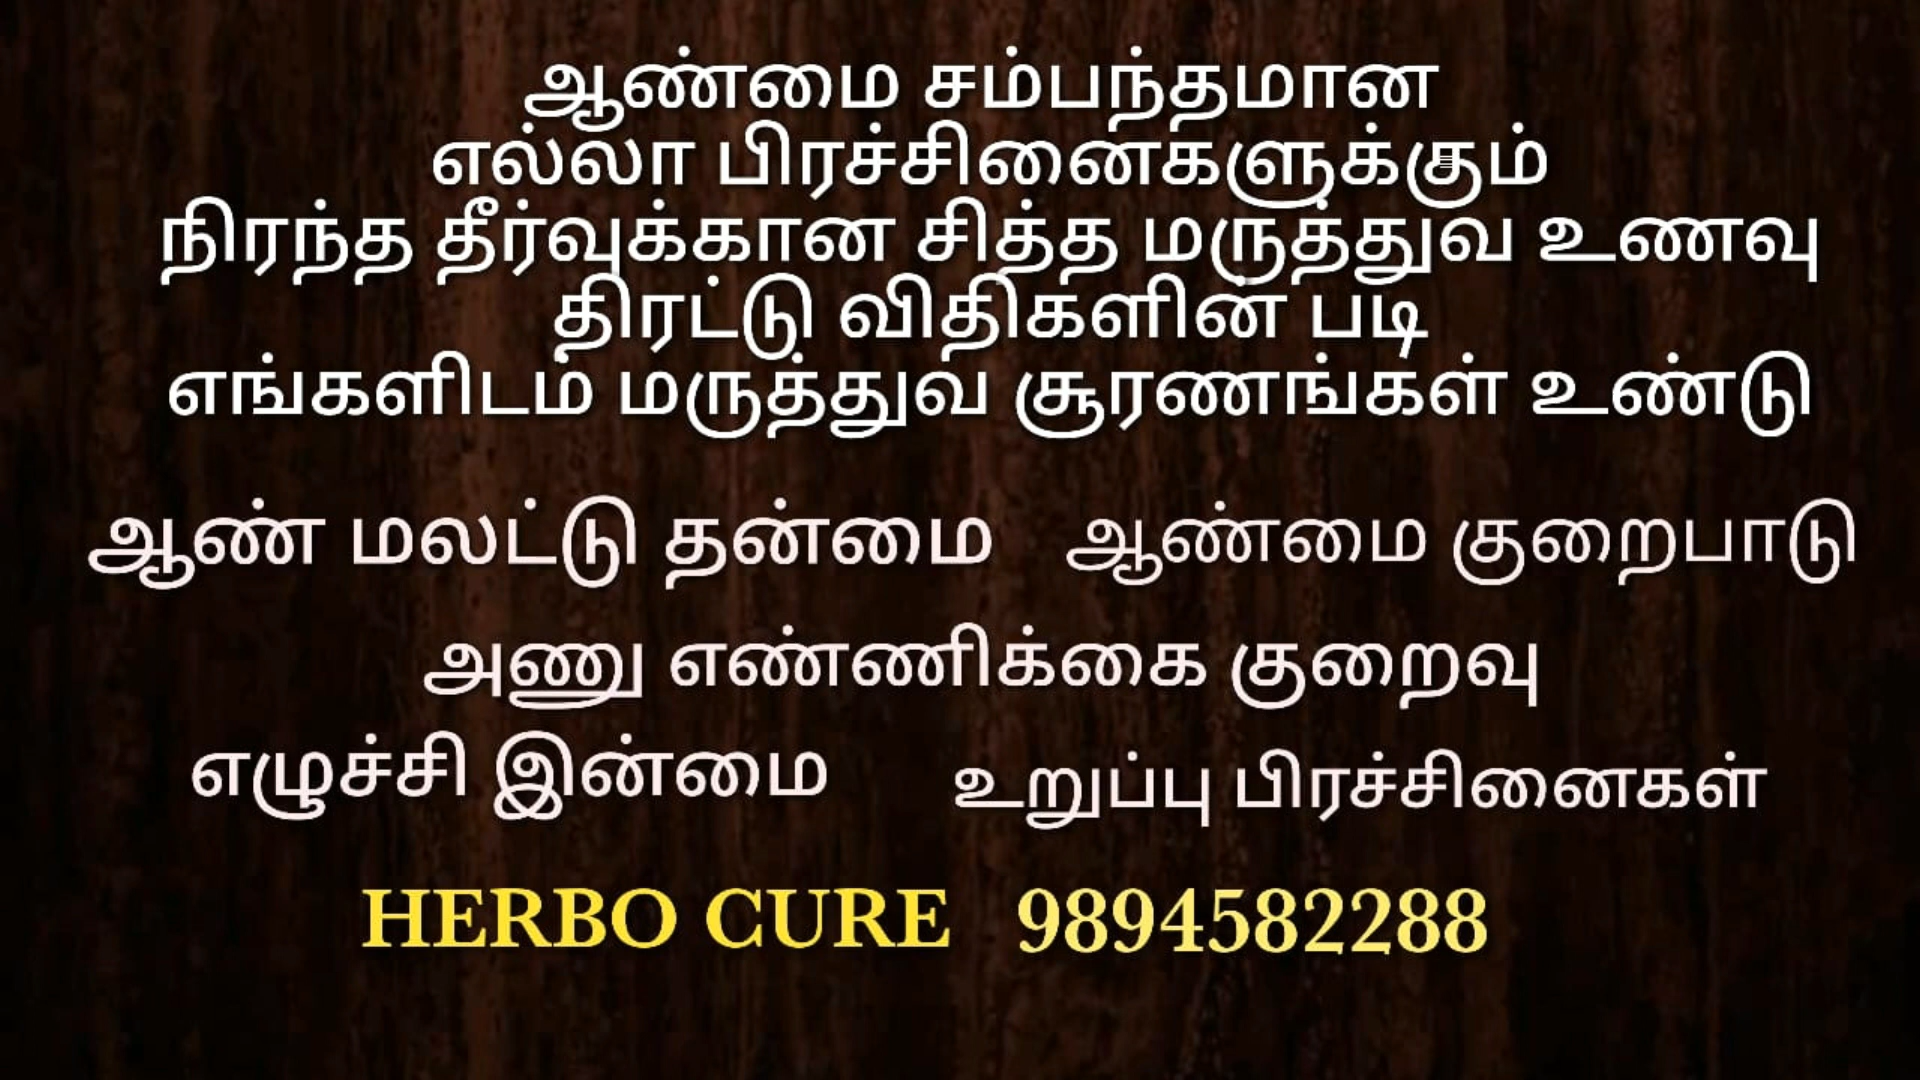 ஆண்மை சம்பந்தமான
எல்லா பிரச்சினைகளுக்கும்
நிரந்த தீர்வுக்கான சித்த மருத்துவ உணவு
திரட்டு விதிகளின் படி
எங்களிடம் மருத்துவ சூரணங்கள் உண்டு
ஆண் மலட்டு தன்மை ஆண்மை குறைபாடு
அணு எண்ணிக்கை குறைவு
எழுச்சி இன்மை உறுப்பு பிரச்சினைகள்
HERBO CURE 9894582288